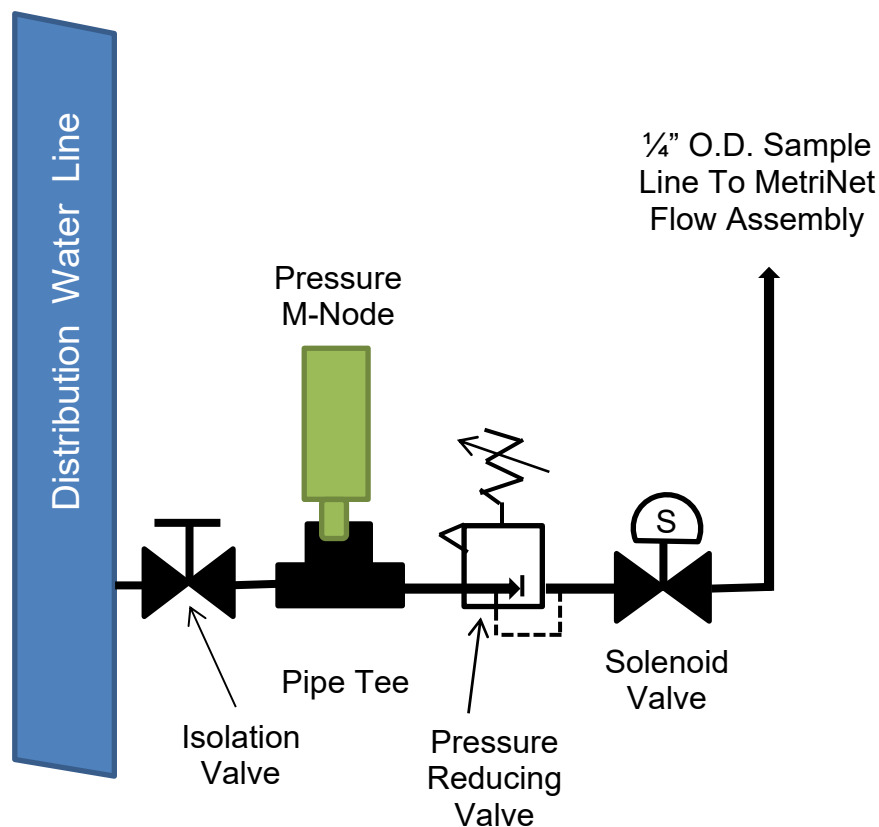 Distribution Water Line
¼” O.D. Sample
Line To MetriNet
Flow Assembly
Pressure
M-Node
S
Pipe Tee
Solenoid
Valve
Isolation
Valve
Pressure
Reducing
Valve